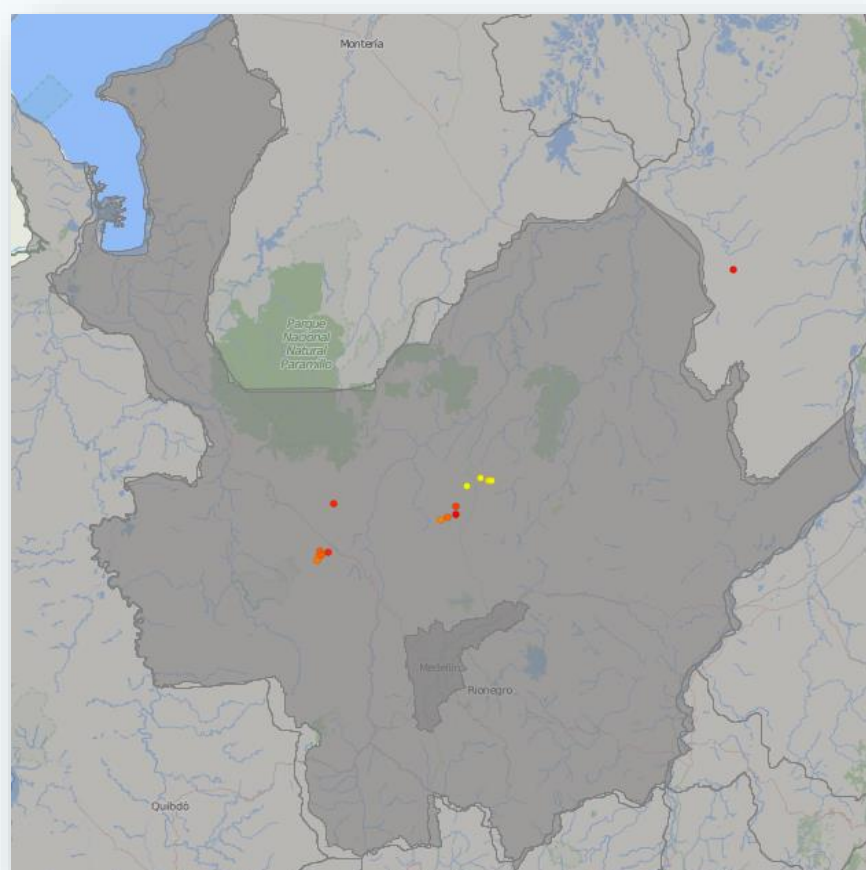 Montería
Parque
Nacional
Natural
Paramillo
Medellín
Rionegro
Quibdó